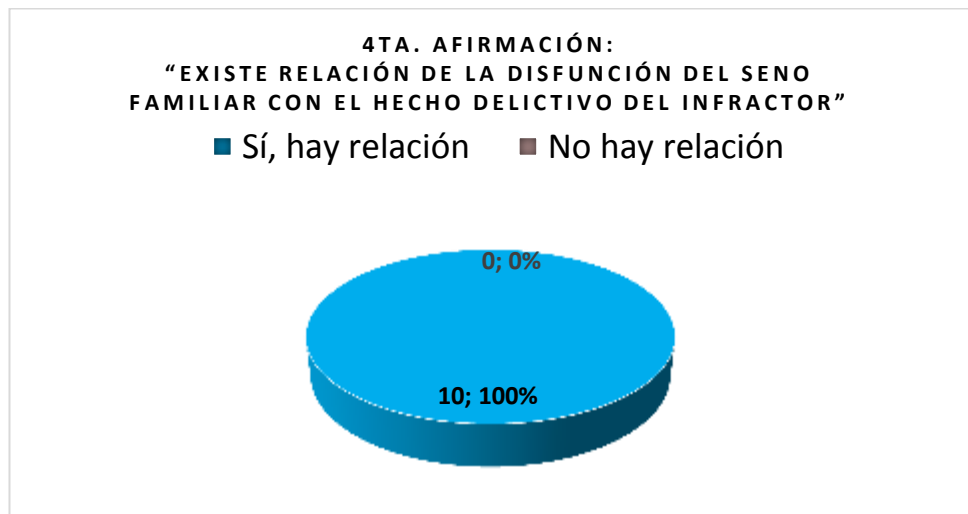 4TA. AFIRMACIÓN:
“EXISTE RELACIÓN DE LA DISFUNCIÓN DEL SENO
FAMILIAR CON EL HECHO DELICTIVO DEL INFRACTOR”
Sí, hay relación No hay relación
0; 0%
10; 100%